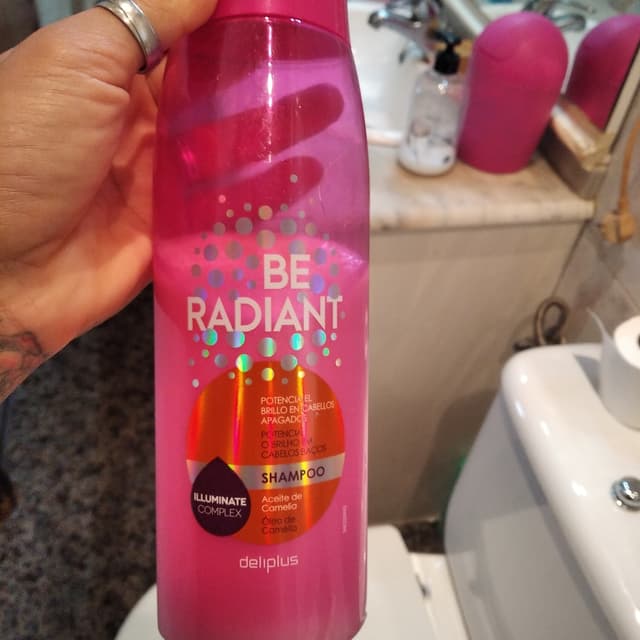 BE
RADIANT
POTENCIA EL
BRILLO EN CABELLOS
APAGADOS
POTENCIA
O BRILHO EM
CABELOS BAÇOS
SHAMPOO
ILLUMINATE
COMPLEX
Aceite de
Camelia
Óleo de
Camélia
deliplus